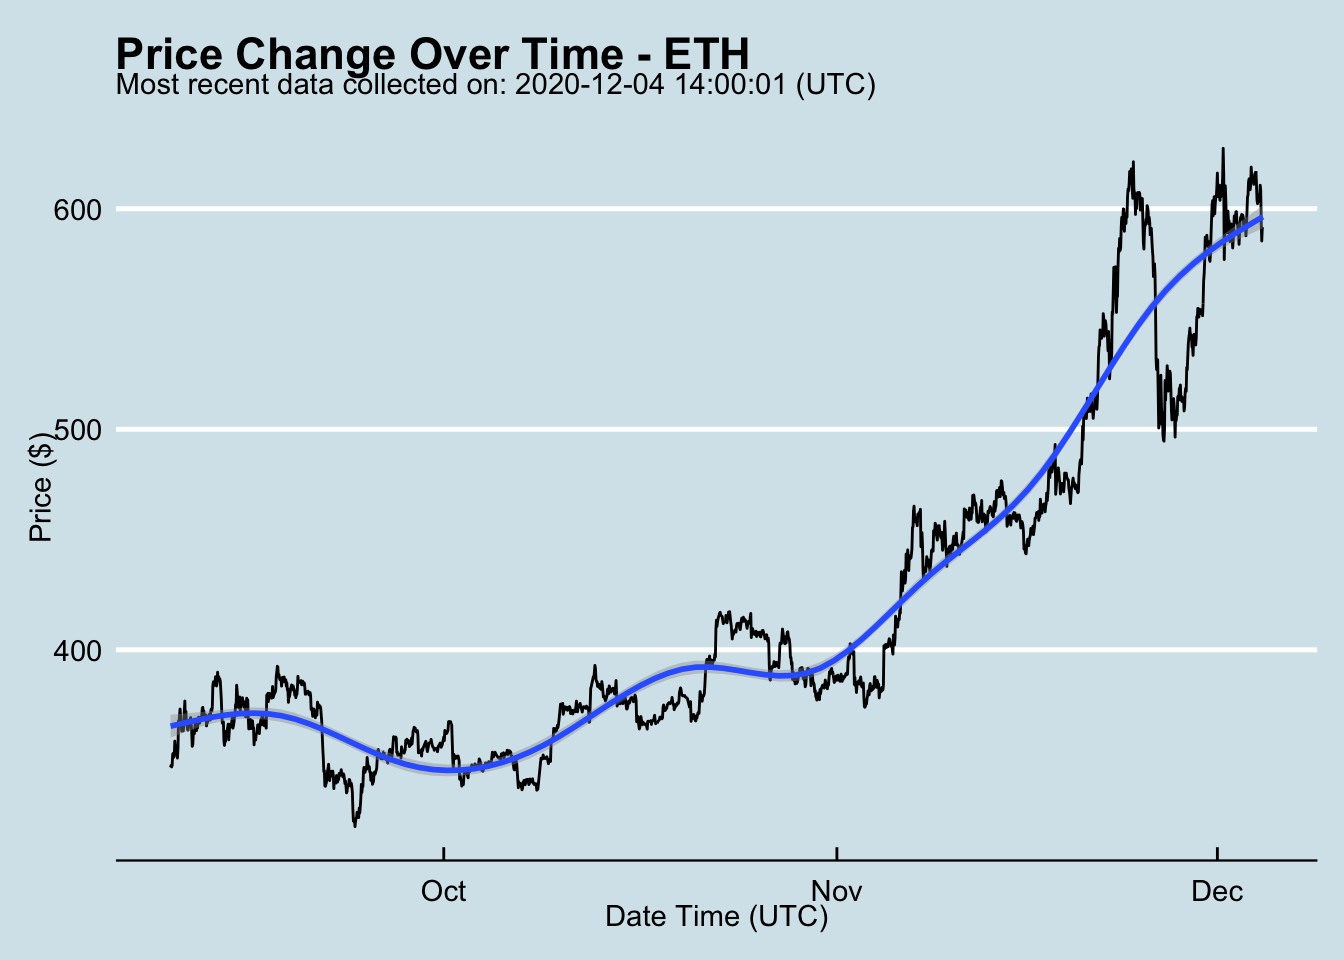 Price Change Over Time - ETH
Most recent data collected on: 2020-12-04 14:00:01 (UTC)
600
500
400
Price ($)
Oct
Nov
Dec
Date Time (UTC)